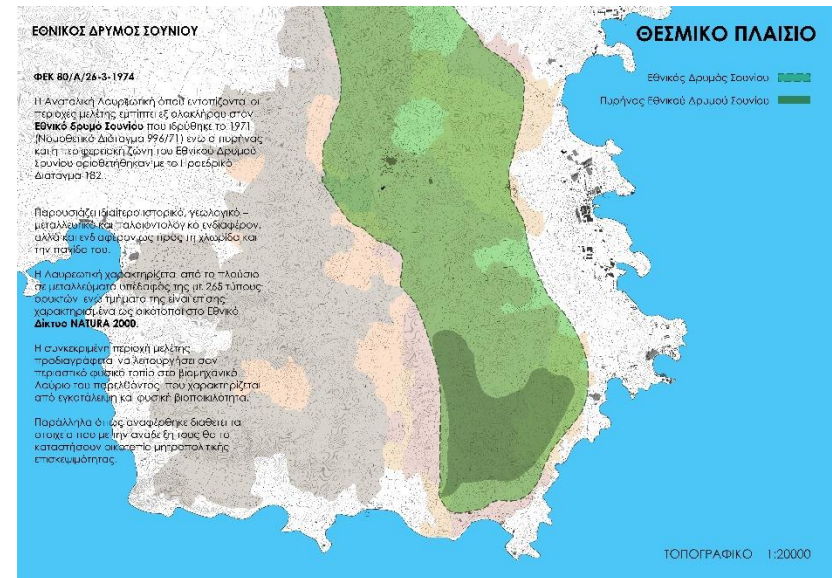 ΕΘΝΙΚΟΣ ΔΡΥΜΟΣ ΣΟΥΝΙΟΥ
ΘΕΣΜΙΚΟ ΠΛΑΙΣΙΟ
Εθνικός Δρυμός Σουνίου
Πυρήνας Εθνικού Δρυμού Σουνίου
ΦΕΚ 80/Α/26-3-1974
Η Ανατολική Λαυρεωτική όπου εντοπίζονται οι
περιοχές μελέτης εμπίπτει εξ ολοκλήρου στον
Εθνικό δρυμό Σουνίου που ιδρύθηκε το 1971
(Νομοθετικό Διάταγμα 996/71) ενώ ο πυρήνας
και η περιφερειακή ζώνη του Εθνικού Δρυμού
Σουνίου οριοθετήθηκαν με το Προεδρικό
Διάταγμα 182.
Παρουσιάζει ιδιαίτερο ιστορικό, γεωλογικό –
μεταλλευτικό και παλαιοντολογικό ενδιαφέρον,
αλλά και ενδιαφέρον ως προς τη χλωρίδα και
την πανίδα του.
Η Λαυρεωτική χαρακτηρίζεται από το πλούσιο
σε μεταλλεύματα υπέδαφός της με 265 τύπους
ορυκτών ενώ τμήματα της είναι επίσης
χαρακτηρισμένα ως οικότοποι στο Εθνικό
Δίκτυο NATURA 2000.
Η συγκεκριμένη περιοχή μελέτης
προδιαγράφεται να λειτουργήσει σαν
περιαστικό φυσικό τοπίο στο βιομηχανικό
Λαύριο του παρελθόντος που χαρακτηρίζεται
από εγκατάλειψη και φυσική βιοποικιλότητα.
Παράλληλα όπως αναφέρθηκε διαθέτει τα
στοιχεία που με την ανάδειξη τους θα το
καταστήσουν οικοτοπίο μητροπολιτικής
επισκεψιμότητας.
ΤΟΠΟΓΡΑΦΙΚΟ 1:20000